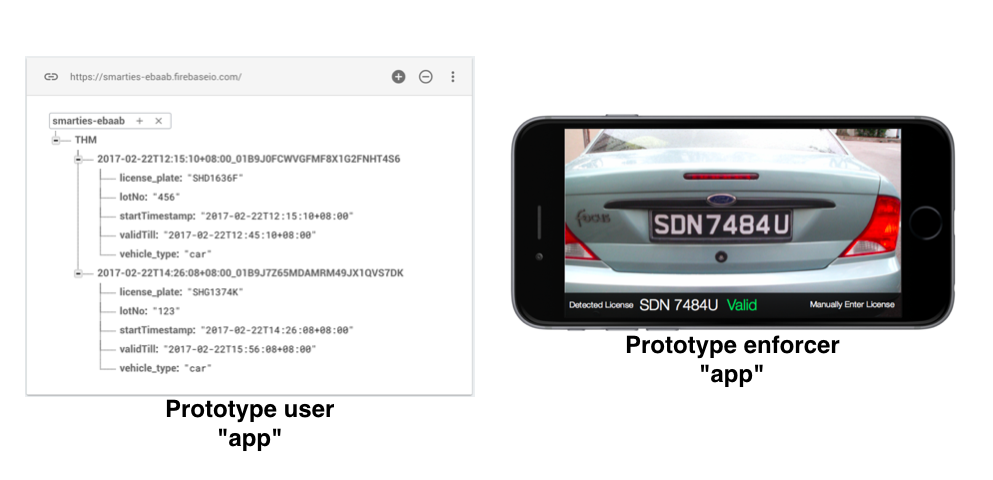 https://smarties-ebaab.firebaseio.com/
smarties-ebaab + ×
THM
2017-02-22T12:15:10+08:00_01B9J0FCWVGFMF8X1G2FNHT4S6
license_plate: "SHD1636F"
lotNo: "456"
startTimestamp: "2017-02-22T12:15:10+08:00"
validTill: "2017-02-22T12:45:10+08:00"
vehicle_type: "car"
2017-02-22T14:26:08+08:00_01B9J7Z65MDAMRM49JX1QVS7DK
license_plate: "SHG1374K"
lotNo: "123"
startTimestamp: "2017-02-22T14:26:08+08:00"
validTill: "2017-02-22T15:56:08+08:00"
vehicle_type: "car"
Prototype user
"app"
Ford
Focus
SDN7484U
Detected License SDN 7484U Valid Manually Enter License
Prototype enforcer
"app"